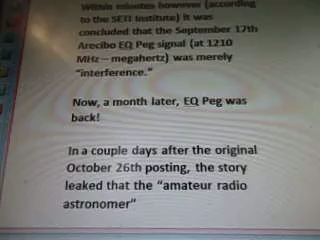 Within minutes however (according
to the SETI Institute) it was
concluded that the September 17th
Arecibo EQ Peg signal (at 1210
MHz – megahertz) was merely
"interference."
Now, a month later, EQ Peg was
back!
In a couple days after the original
October 26th posting, the story
leaked that the "amateur radio
astronomer"